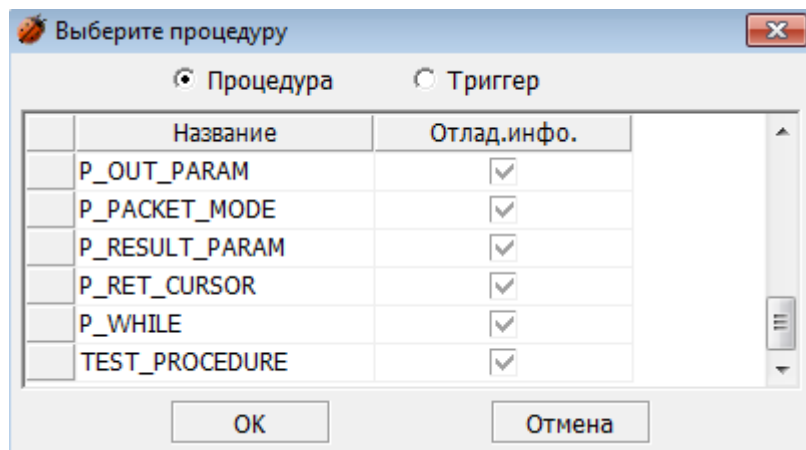 Выберите процедуру
Процедура Триггер
Название Отлад.инфо.
P_OUT_PARAM
P_PACKET_MODE
P_RESULT_PARAM
P_RET_CURSOR
P_WHILE
TEST_PROCEDURE
OK Отмена